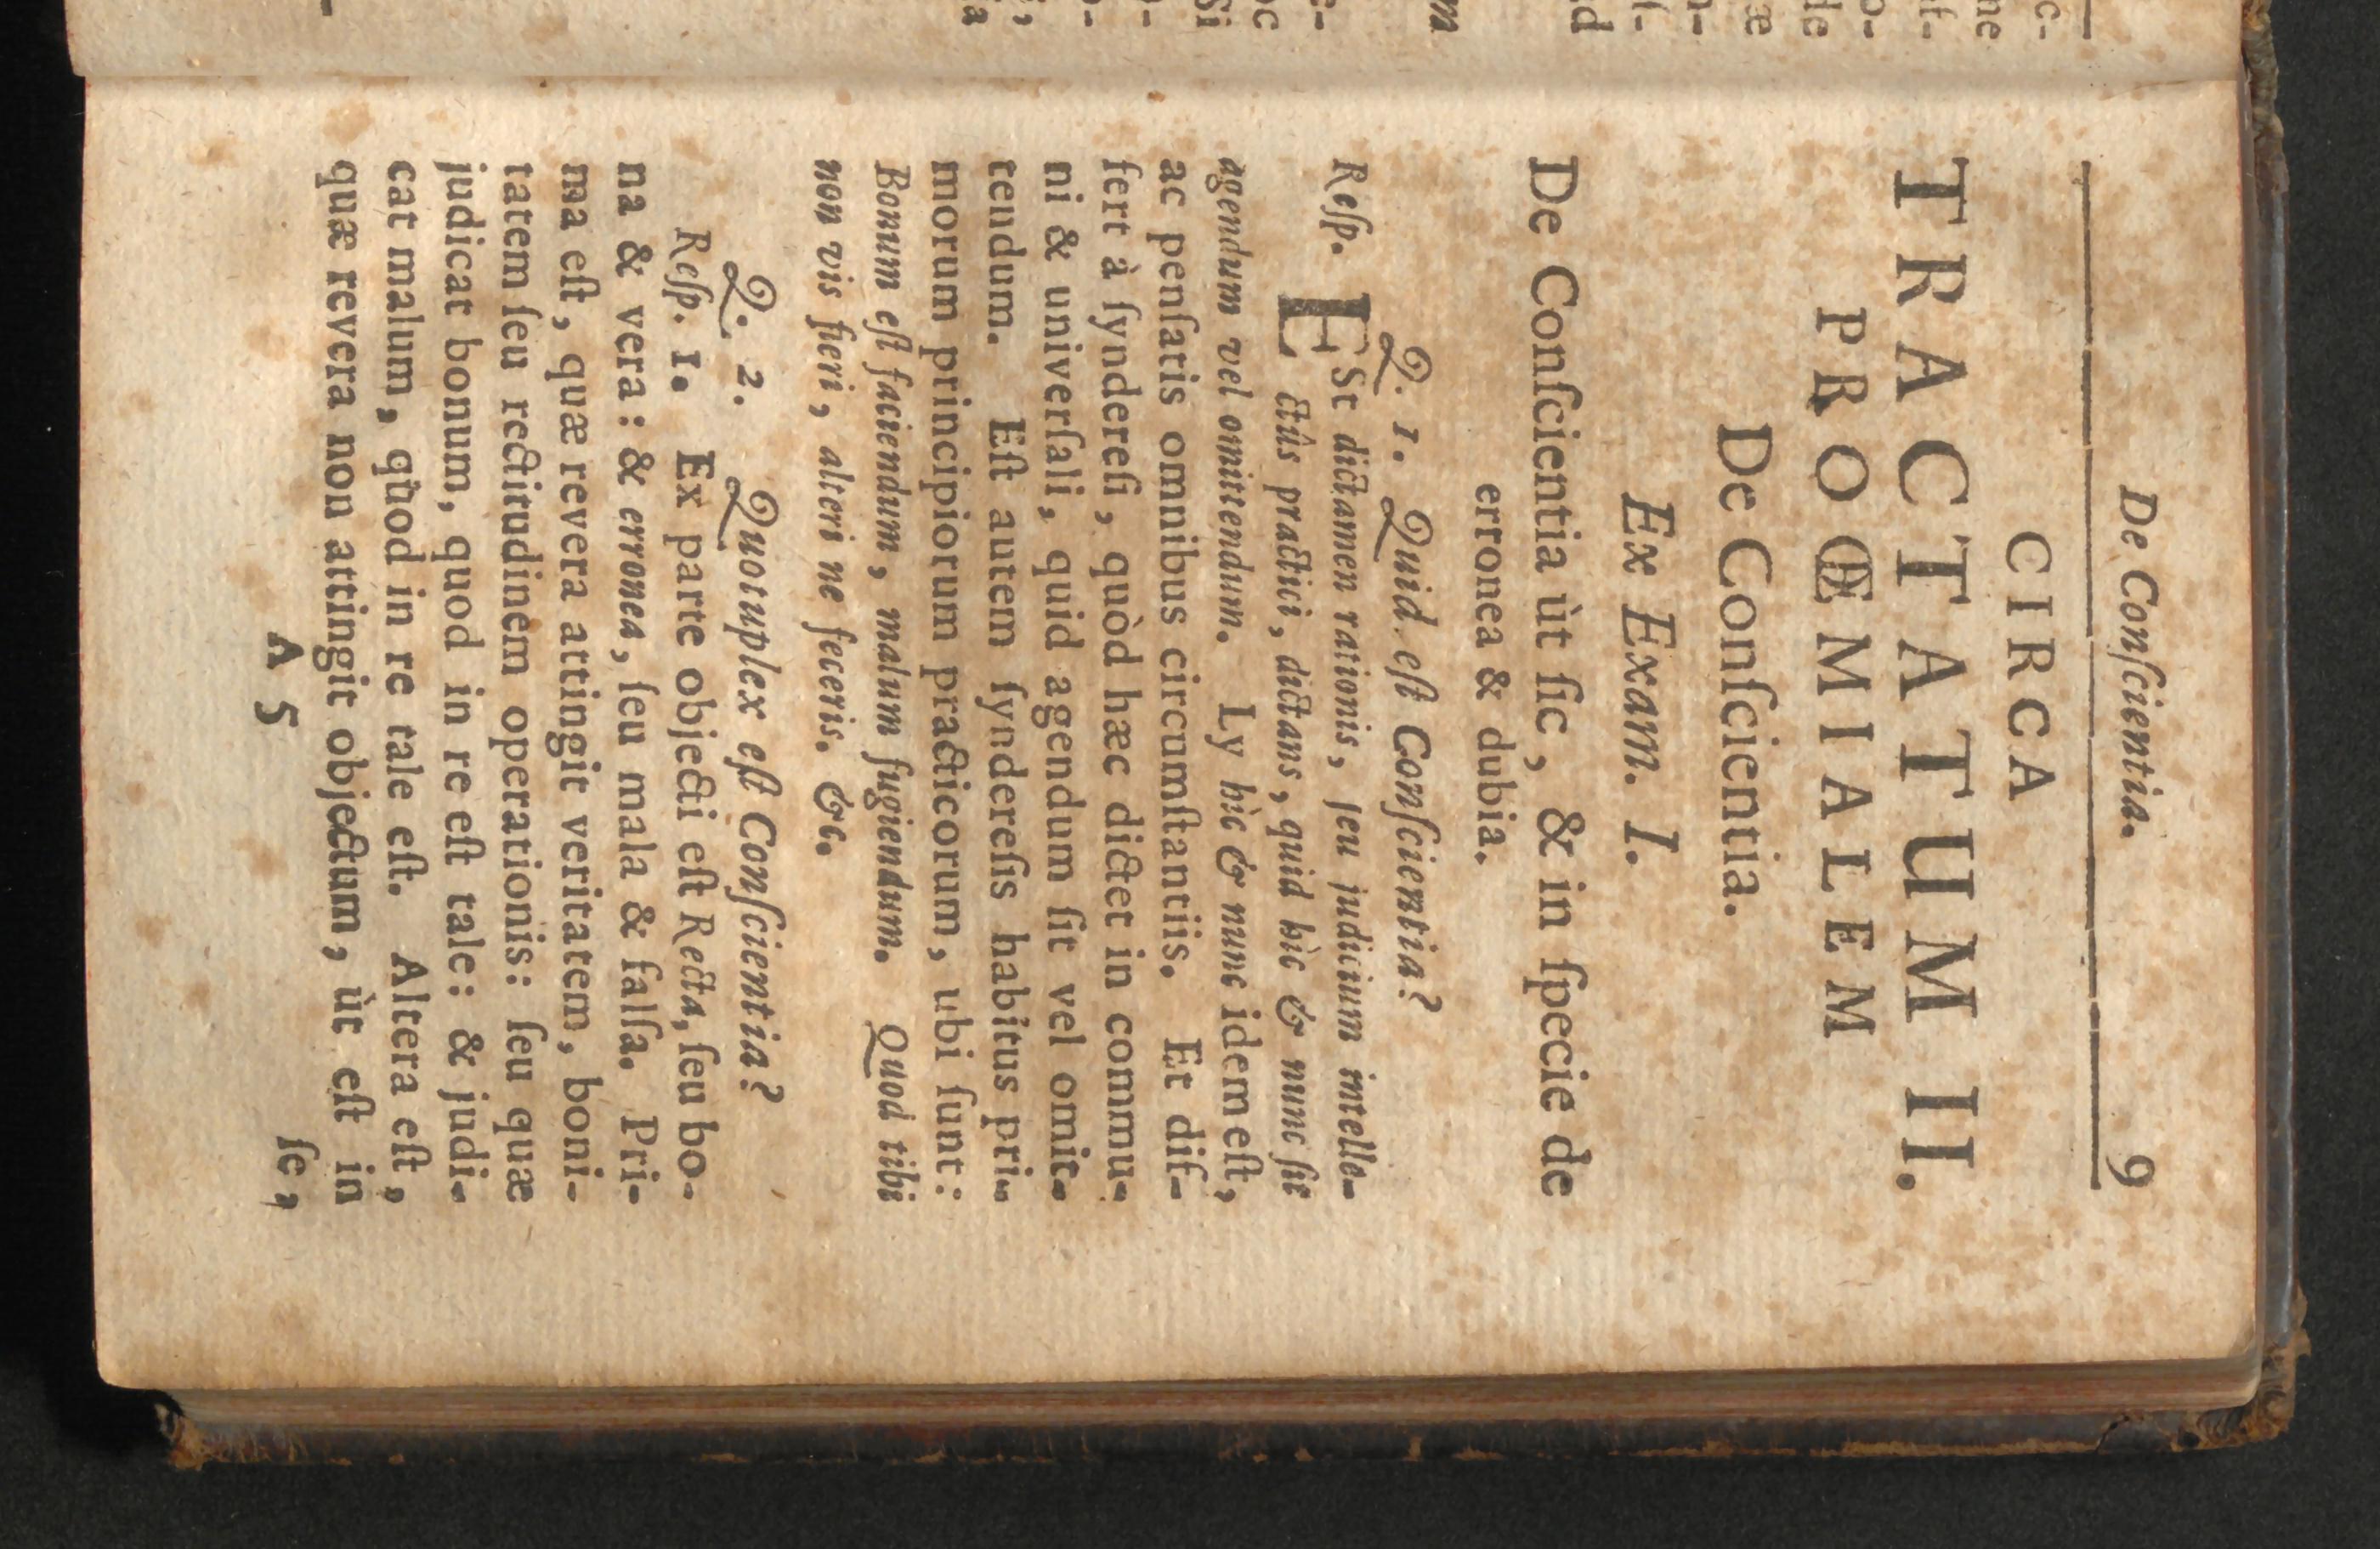 De Conſcientia. 9
CIRCA
TRACTATUM II.
PROŒMIALEM
De Conſcientia.
Ex Exam. I.
De Conſcientia ùt ſic, & in ſpecie de
erronea & dubia.
Q. 1. Quid eſt Conſcientia?
Reſp. ESt dictamen rationis, ſeu judicium intelle-
ctûs practici, dictans, quid hìc & nunc ſit
agendum vel omittendum. Ly hìc & nunc idem eſt,
ac penſatis omnibus circumſtantiis. Et dif-
fert à ſyndereſi, quòd hæc dictet in commu-
ni & univerſali, quid agendum ſit vel omit-
tendum. Eſt autem ſyndereſis habitus pri-
morum principiorum practicorum, ubi ſunt:
Bonum eſt faciendum, malum fugiendum. Quod tibi
non vis fieri, alteri ne feceris. &c.
Q. 2. Quotuplex eſt Conſcientia?
Reſp. 1. Ex parte objecti eſt Recta, ſeu bo-
na & vera: & erronea, ſeu mala & falſa. Pri-
ma eſt, quæ revera attingit veritatem, boni-
tatem ſeu rectitudinem operationis: ſeu quæ
judicat bonum, quod in re eſt tale: & judi-
cat malum, quod in re tale eſt. Altera eſt,
quæ revera non attingit objectum, ùt eſt in
A 5 ſe,